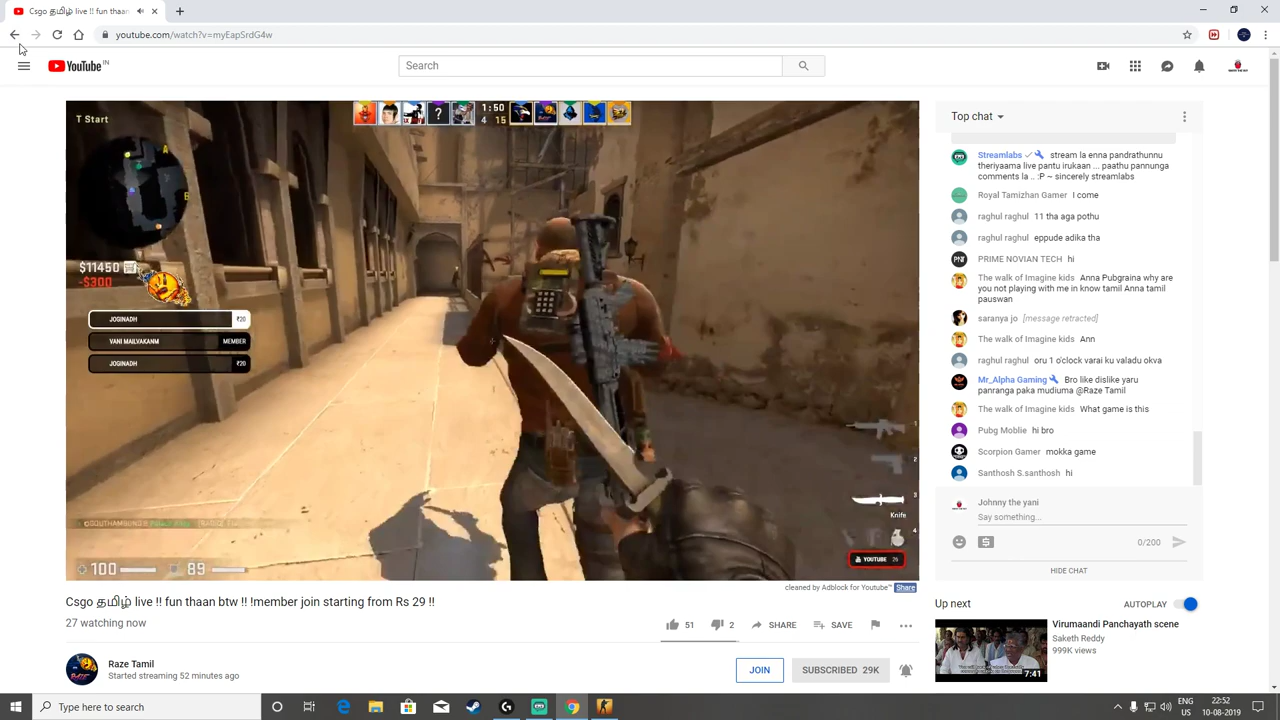 Csgo தமிழ் live !! fun thaan
youtube.com/watch?v=myEapSrdG4w
YouTube IN
Search
T Start
1:50
4 15
A
B
$11450
-$300
JOGINADH ₹20
VANI MAILVAKANM MEMBER
JOGINADH ₹20
1
2
3
Knife
4
100
89
YOUTUBE 26
cleaned by Adblock for Youtube™ Share
Csgo தமிழ் live !! fun thaan btw !! !member join starting from Rs 29 !!
27 watching now
51 2 SHARE SAVE
Raze Tamil
Started streaming 52 minutes ago
JOIN SUBSCRIBED 29K
Top chat
Streamlabs stream la enna pandrathunnu
theriyaama live pantu irukaan ... paathu pannunga
comments la .. :P ~ sincerely streamlabs
Royal Tamizhan Gamer I come
raghul raghul 11 tha aga pothu
raghul raghul eppude adika tha
PRIME NOVIAN TECH hi
The walk of Imagine kids Anna Pubgraina why are
you not playing with me in know tamil Anna tamil
pauswan
saranya jo [message retracted]
The walk of Imagine kids Ann
raghul raghul oru 1 o'clock varai ku valadu okva
Mr_Alpha Gaming Bro like dislike yaru
panranga paka mudiuma @Raze Tamil
The walk of Imagine kids What game is this
Pubg Moblie hi bro
Scorpion Gamer mokka game
Santhosh S.santhosh hi
Johnny the yani
Say something...
0/200
HIDE CHAT
Up next AUTOPLAY
Virumaandi Panchayath scene
Saketh Reddy
999K views
7:41
Type here to search
ENG
US
22:52
10-08-2019